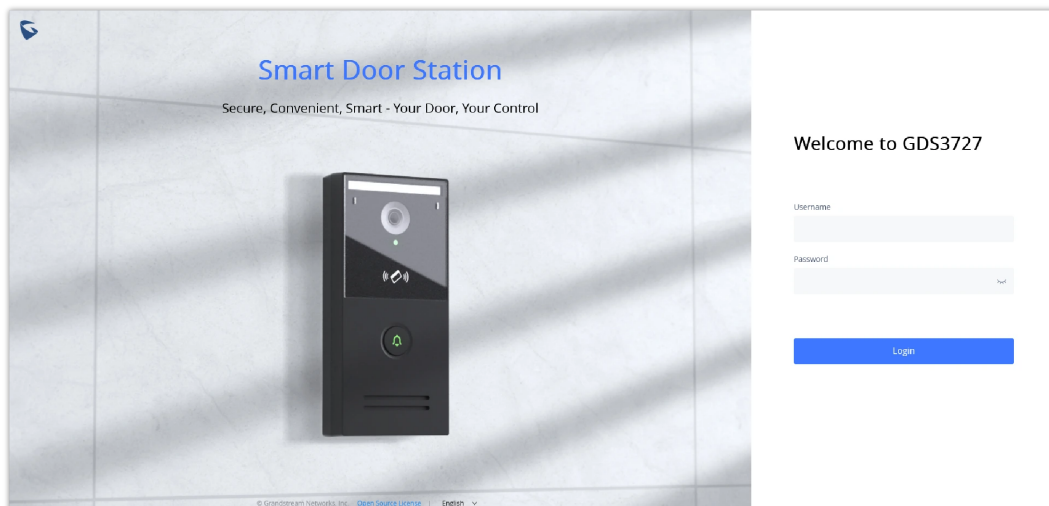 Smart Door Station
Secure, Convenient, Smart - Your Door, Your Control
Welcome to GDS3727
Username
Password
Login
© Grandstream Networks, Inc. Open Source License | English